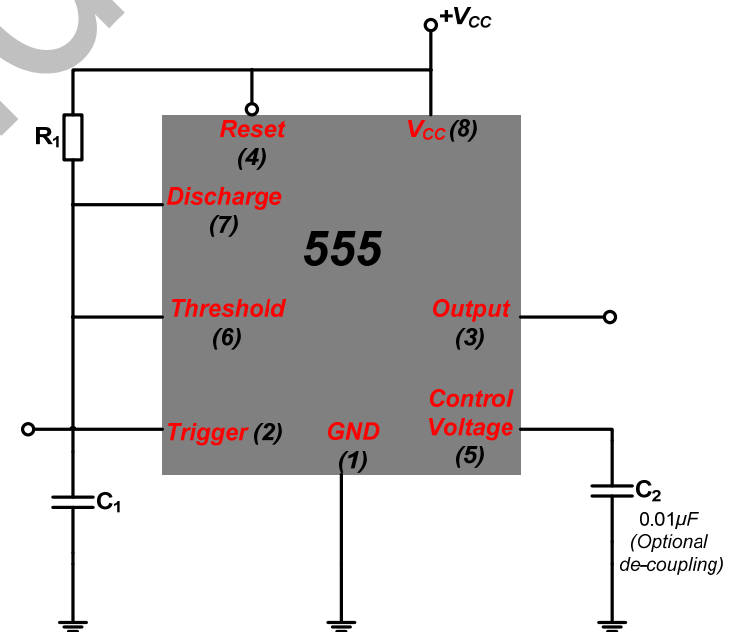 +VCC
R1
Reset
(4)
VCC (8)
Discharge
(7)
555
Threshold
(6)
Output
(3)
Control
Voltage
(5)
Trigger (2)
GND
(1)
C1
C2
0.01µF
(Optional
de-coupling)